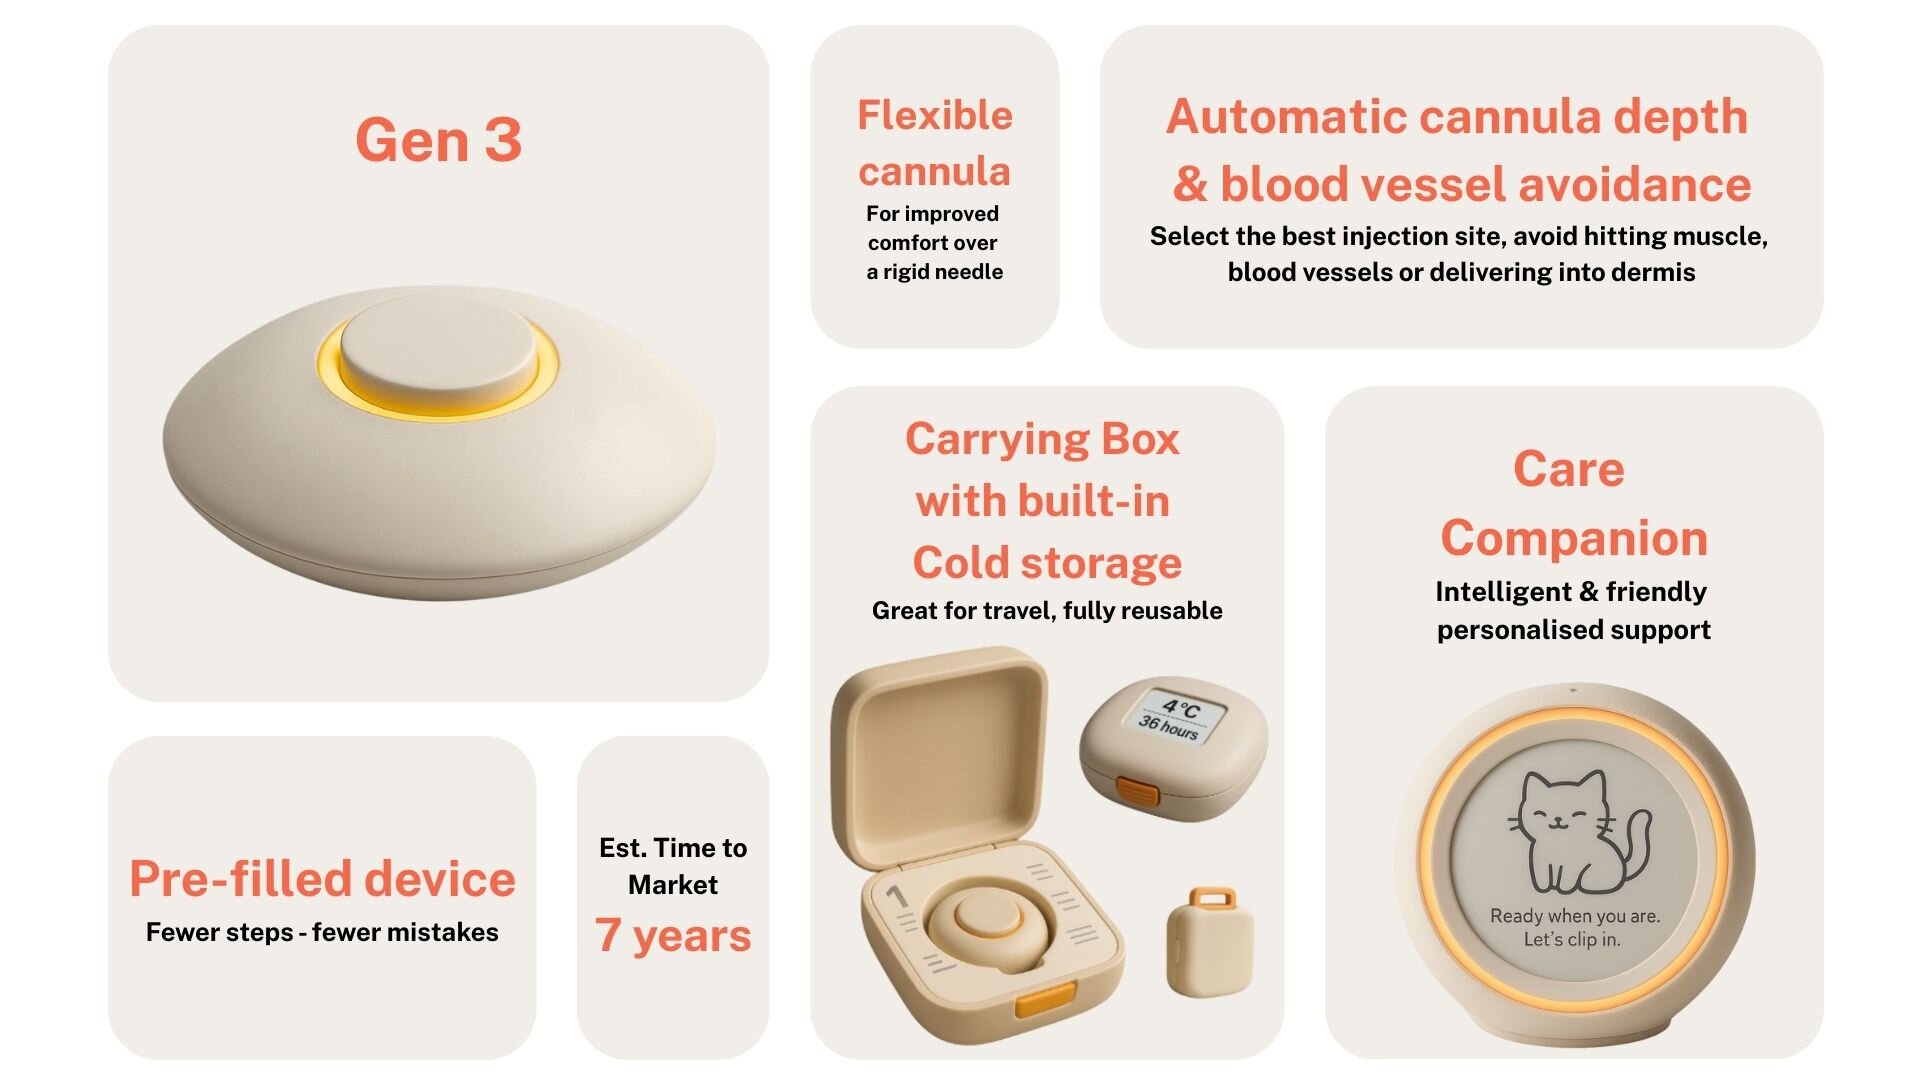 Gen 3
Flexible
cannula
For improved
comfort over
a rigid needle
Automatic cannula depth
& blood vessel avoidance
Select the best injection site, avoid hitting muscle,
blood vessels or delivering into dermis
Pre-filled device
Fewer steps - fewer mistakes
Est. Time to
Market
7 years
Carrying Box
with built-in
Cold storage
Great for travel, fully reusable
4°C
36 hours
1
Care
Companion
Intelligent & friendly
personalised support
Ready when you are.
Let's clip in.